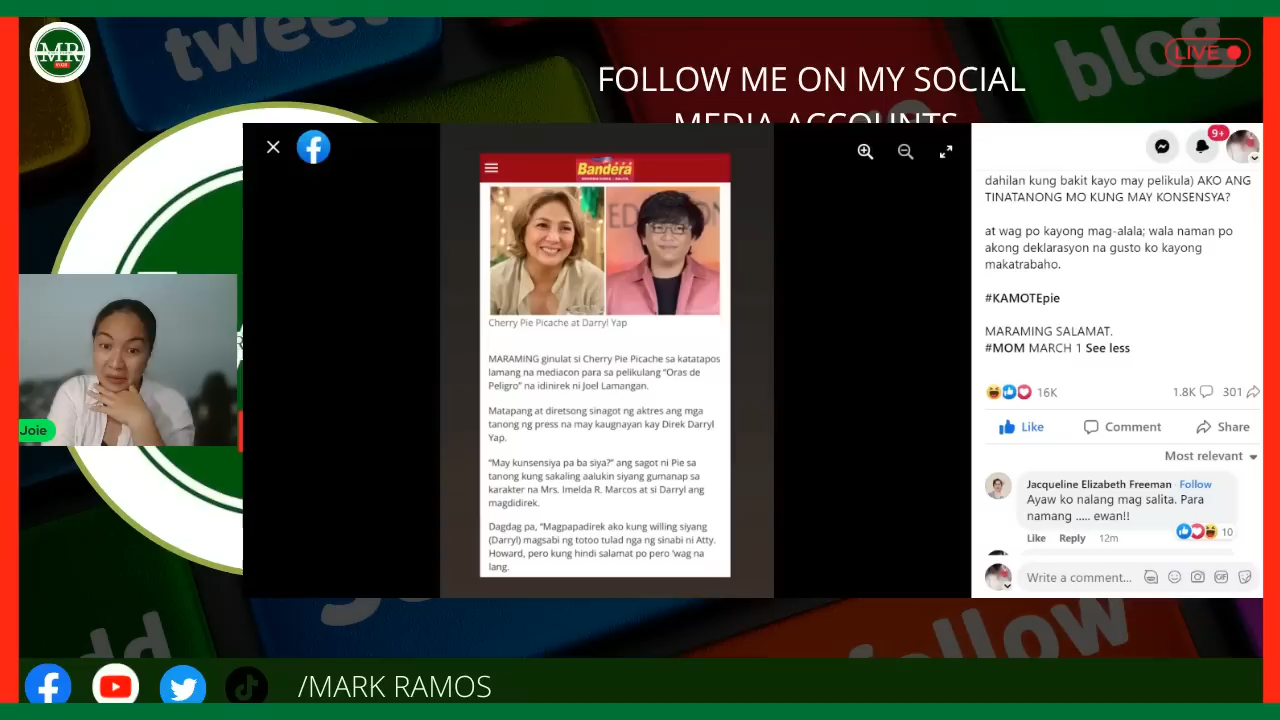 tweet
MR
LIVE
blog
FOLLOW ME ON MY SOCIAL
MEDIA ACCOUNTS
Bandera
Cherry Pie Picache at Darryl Yap
MARAMING ginulat si Cherry Pie Picache sa katatapos
lamang na mediacon para sa pelikulang "Oras de
Peligro" na idinirek ni Joel Lamangan.
Matapang at diretsong sinagot ng aktres ang mga
tanong ng press na may kaugnayan kay Direk Darryl
Yap.
"May kunsensiya pa ba siya?" ang sagot ni Pie sa
tanong kung sakaling aalukin siyang gumanap sa
karakter na Mrs. Imelda R. Marcos at si Darryl ang
magdidirek.
Dagdag pa, "Magpapadirek ako kung willing siyang
(Darryl) magsabi ng totoo tulad nga ng sinabi ni Atty.
Howard, pero kung hindi salamat po pero 'wag na
lang.
9+
dahilan kung bakit kayo may pelikula) AKO ANG
TINATANONG MO KUNG MAY KONSENSYA?
at wag po kayong mag-alala; wala naman po
akong deklarasyon na gusto ko kayong
makatrabaho.
#KAMOTEpie
MARAMING SALAMAT.
#MOM MARCH 1 See less
16K 1.8K 301
Like Comment Share
Most relevant
Jacqueline Elizabeth Freeman · Follow
Ayaw ko nalang mag salita. Para
namang ..... ewan!!
10
Like Reply 12m
Write a comment...
Joie
follow
/MARK RAMOS